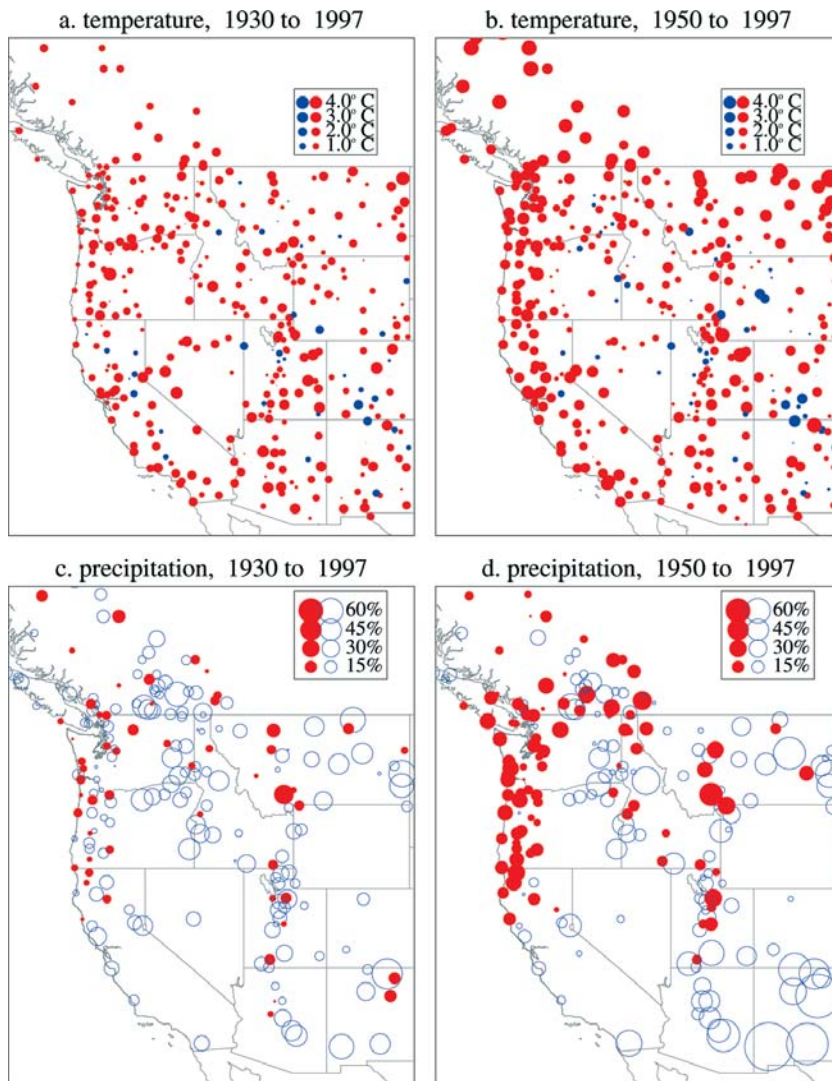 a. temperature, 1930 to 1997
4.0° C
3.0° C
2.0° C
1.0° C
b. temperature, 1950 to 1997
4.0° C
3.0° C
2.0° C
1.0° C
c. precipitation, 1930 to 1997
60%
45%
30%
15%
d. precipitation, 1950 to 1997
60%
45%
30%
15%